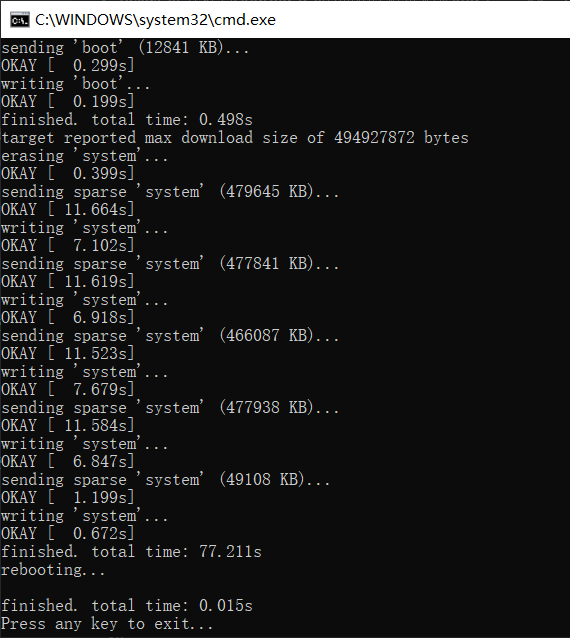 C:\WINDOWS\system32\cmd.exe
sending 'boot' (12841 KB)...
OKAY [  0.299s]
writing 'boot'...
OKAY [  0.199s]
finished. total time: 0.498s
target reported max download size of 494927872 bytes
erasing 'system'...
OKAY [  0.399s]
sending sparse 'system' (479645 KB)...
OKAY [ 11.664s]
writing 'system'...
OKAY [  7.102s]
sending sparse 'system' (477841 KB)...
OKAY [ 11.619s]
writing 'system'...
OKAY [  6.918s]
sending sparse 'system' (466087 KB)...
OKAY [ 11.523s]
writing 'system'...
OKAY [  7.679s]
sending sparse 'system' (477938 KB)...
OKAY [ 11.584s]
writing 'system'...
OKAY [  6.847s]
sending sparse 'system' (49108 KB)...
OKAY [  1.199s]
writing 'system'...
OKAY [  0.672s]
finished. total time: 77.211s
rebooting...
finished. total time: 0.015s
Press any key to exit...